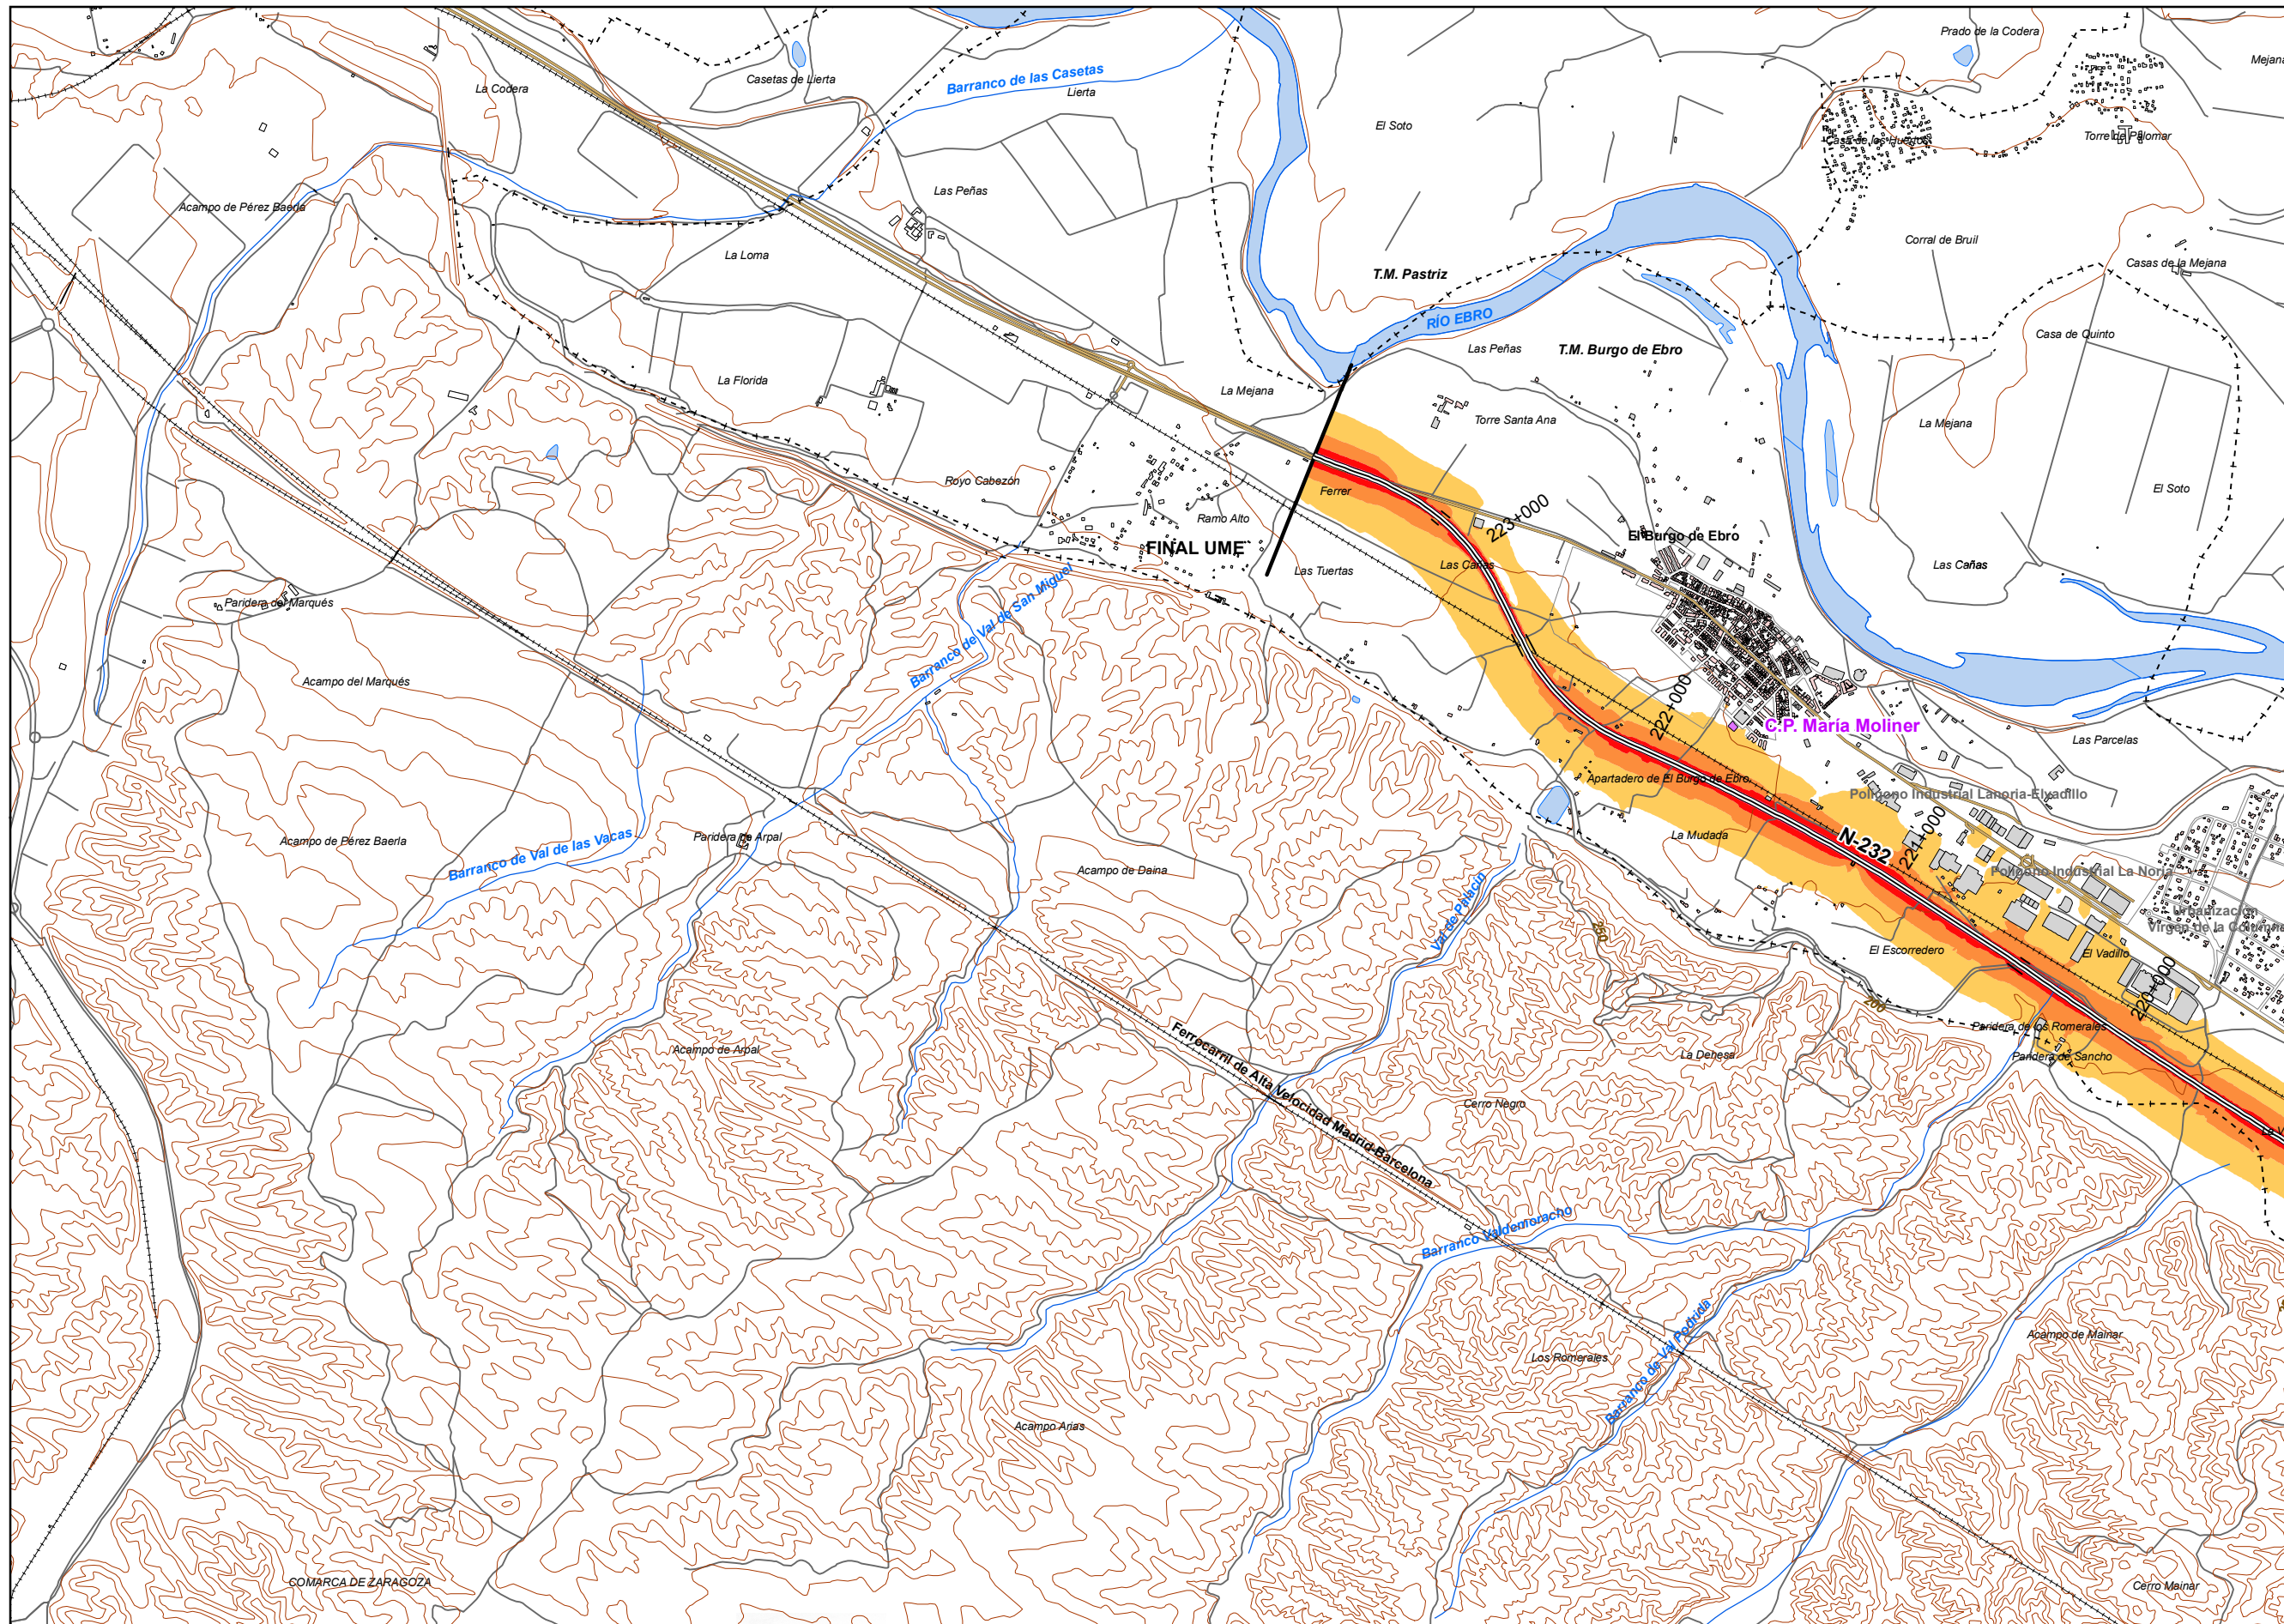 Prado de la Codera
Mejana
Casetas de Lierta
Barranco de las Casetas
La Codera
Lierta
El Soto
Casa de los Huertos
Torre de Palomar
Las Peñas
Acampo de Pérez Baerla
Corral de Bruil
La Loma
Casas de la Mejana
T.M. Pastriz
RÍO EBRO
Casa de Quinto
Las Peñas
T.M. Burgo de Ebro
La Florida
La Mejana
Torre Santa Ana
La Mejana
Royo Cabezón
Ferrer
El Soto
Ramo Alto
223+000
El Burgo de Ebro
FINAL UME
Las Tuertas
Las Cañas
Las Cañas
Paridera del Marqués
Barranco de Val de San Miguel
Acampo del Marqués
222+000
C.P. María Moliner
Las Parcelas
Apartadero de El Burgo de Ebro
Polígono Industrial Lanoria-Elvadillo
La Mudada
N-232
221+000
Paridera de Arpal
Acampo de Pérez Baerla
Barranco de Val de las Vacas
Acampo de Daina
Polígono Industrial La Noria
Val de Palacín
Urbanización
Virgen de la Columna
250
El Escorredero
El Vadillo
220+000
200
Paridera de los Romerales
Acampo de Arpal
La Dehesa
Paridera de Sancho
Ferrocarril de Alta Velocidad Madrid-Barcelona
Cerro Negro
La V
Barranco Valdemoracho
Barranco de Val Podrida
Acampo de Mainar
Los Romerales
Acampo Arias
COMARCA DE ZARAGOZA
Cerro Mainar